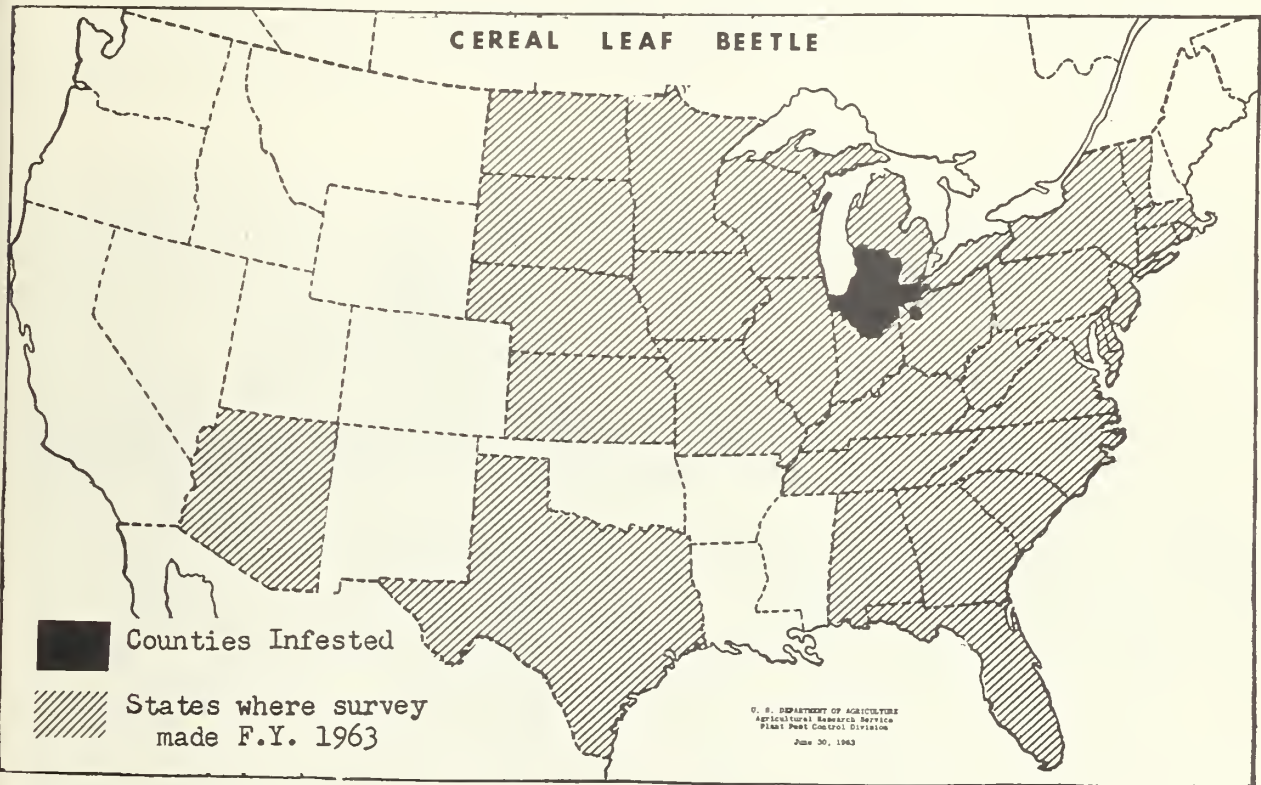 CEREAL LEAF BEETLE
Counties Infested
States where survey
made F.Y. 1963
U. S. DEPARTMENT OF AGRICULTURE
Agricultural Research Service
Plant Pest Control Division
June 30, 1963